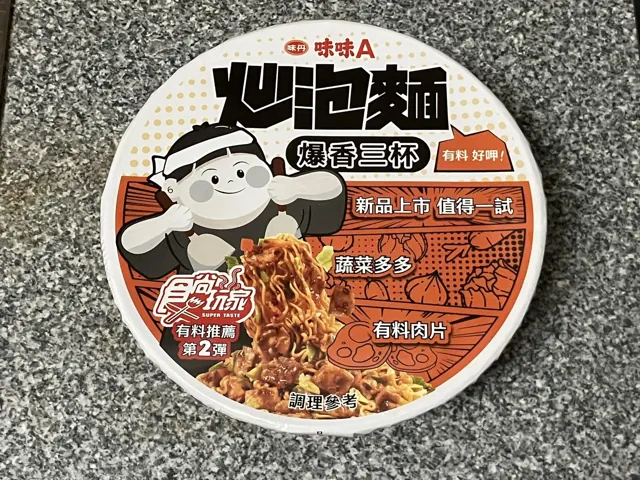 味丹 味味A
炒泡麵
爆香三杯
有料 好呷!
新品上市 值得一試
蔬菜多多
有料肉片
食尚玩家
SUPER TASTE
有料推薦
第2彈
調理參考